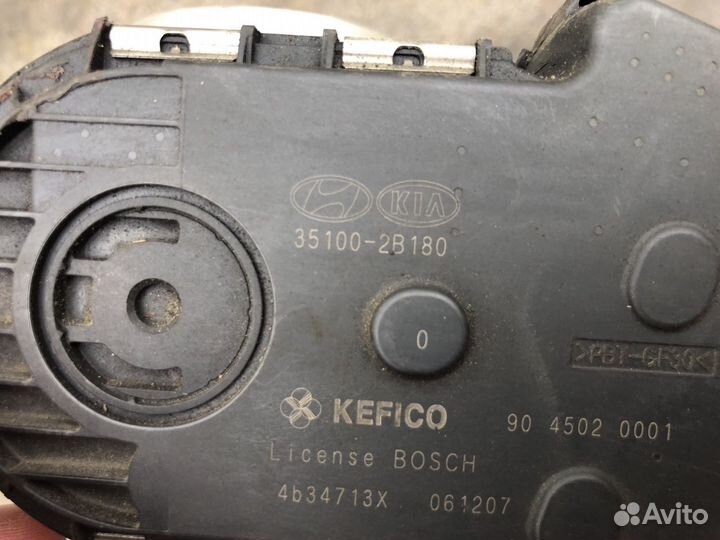 KIA
35100-2B180
0
>PBT-GF30<
KEFICO
90 4502 0001
License BOSCH
4b34713X 061207
Avito